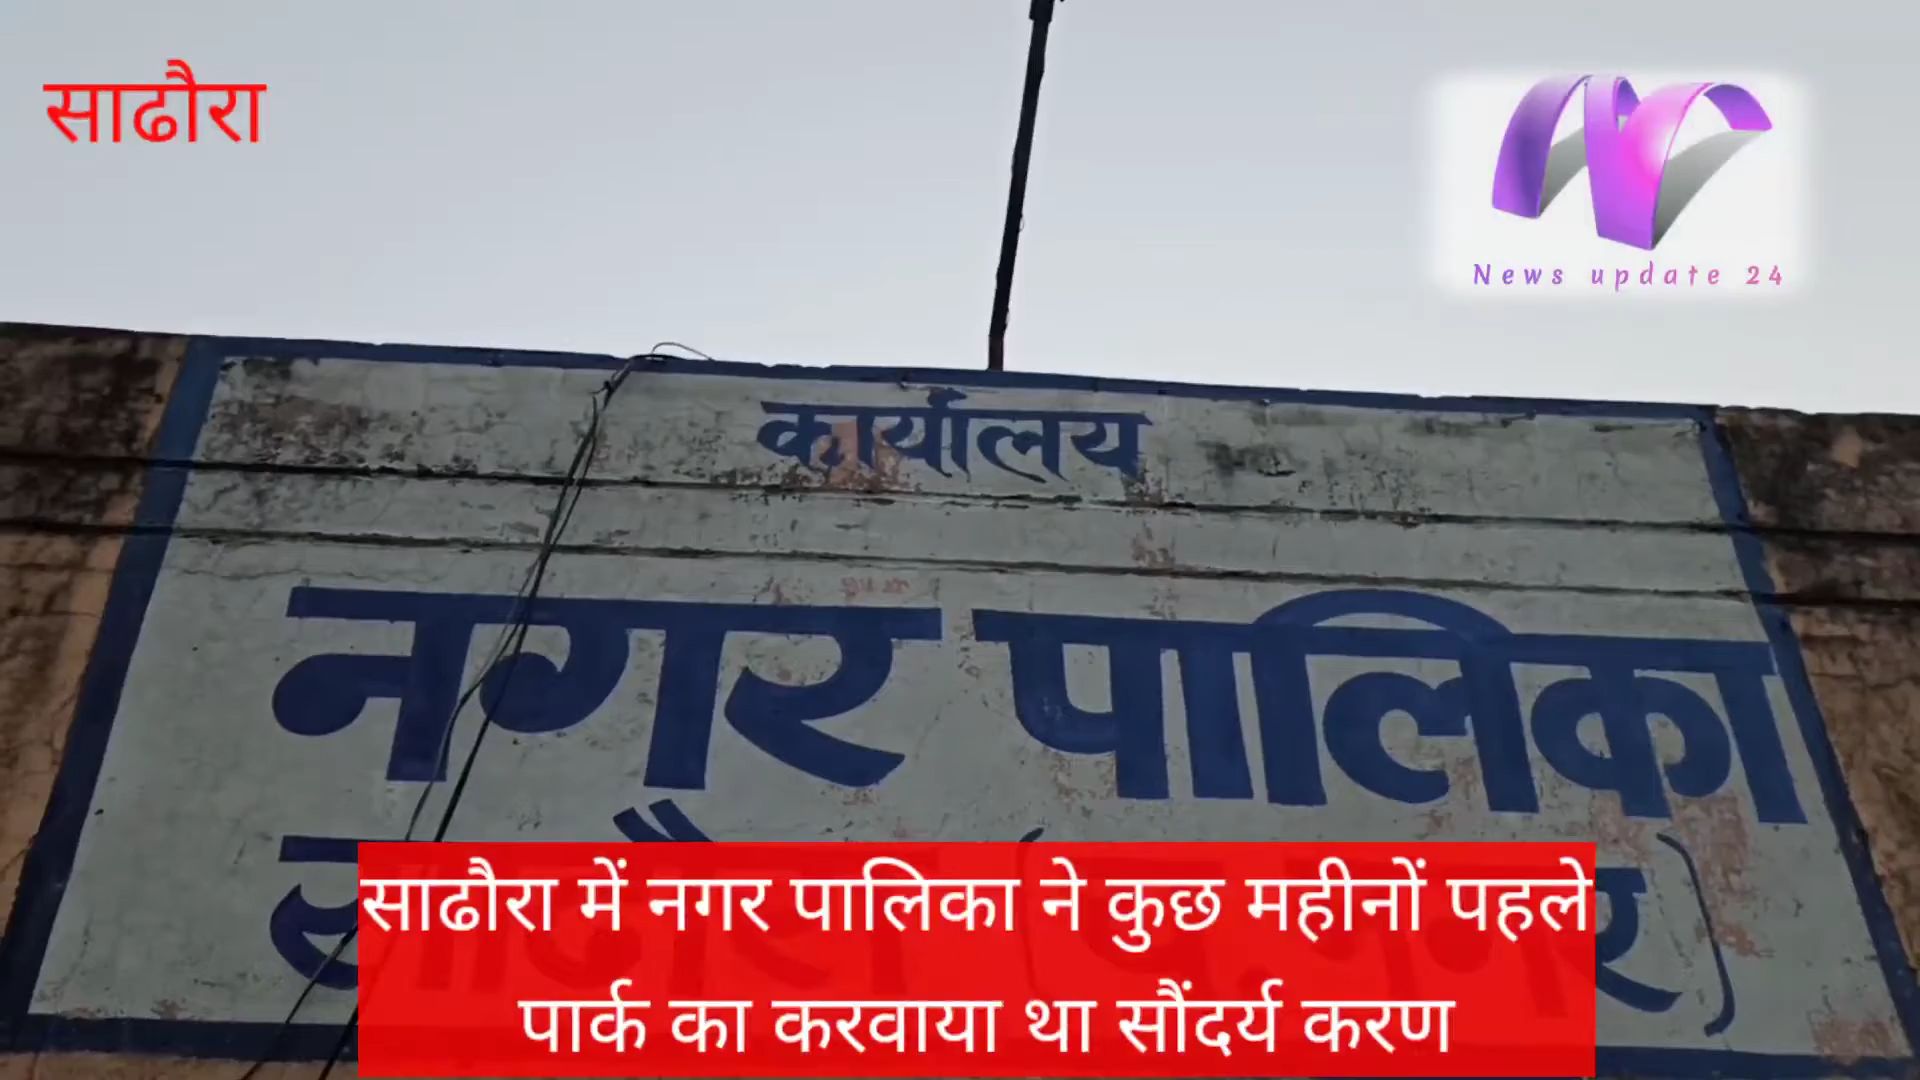 साढौरा
News update 24
कार्यालय
नगर पालिका
साढौरा में नगर पालिका ने कुछ महीनों पहले
पार्क का करवाया था सौंदर्य करण